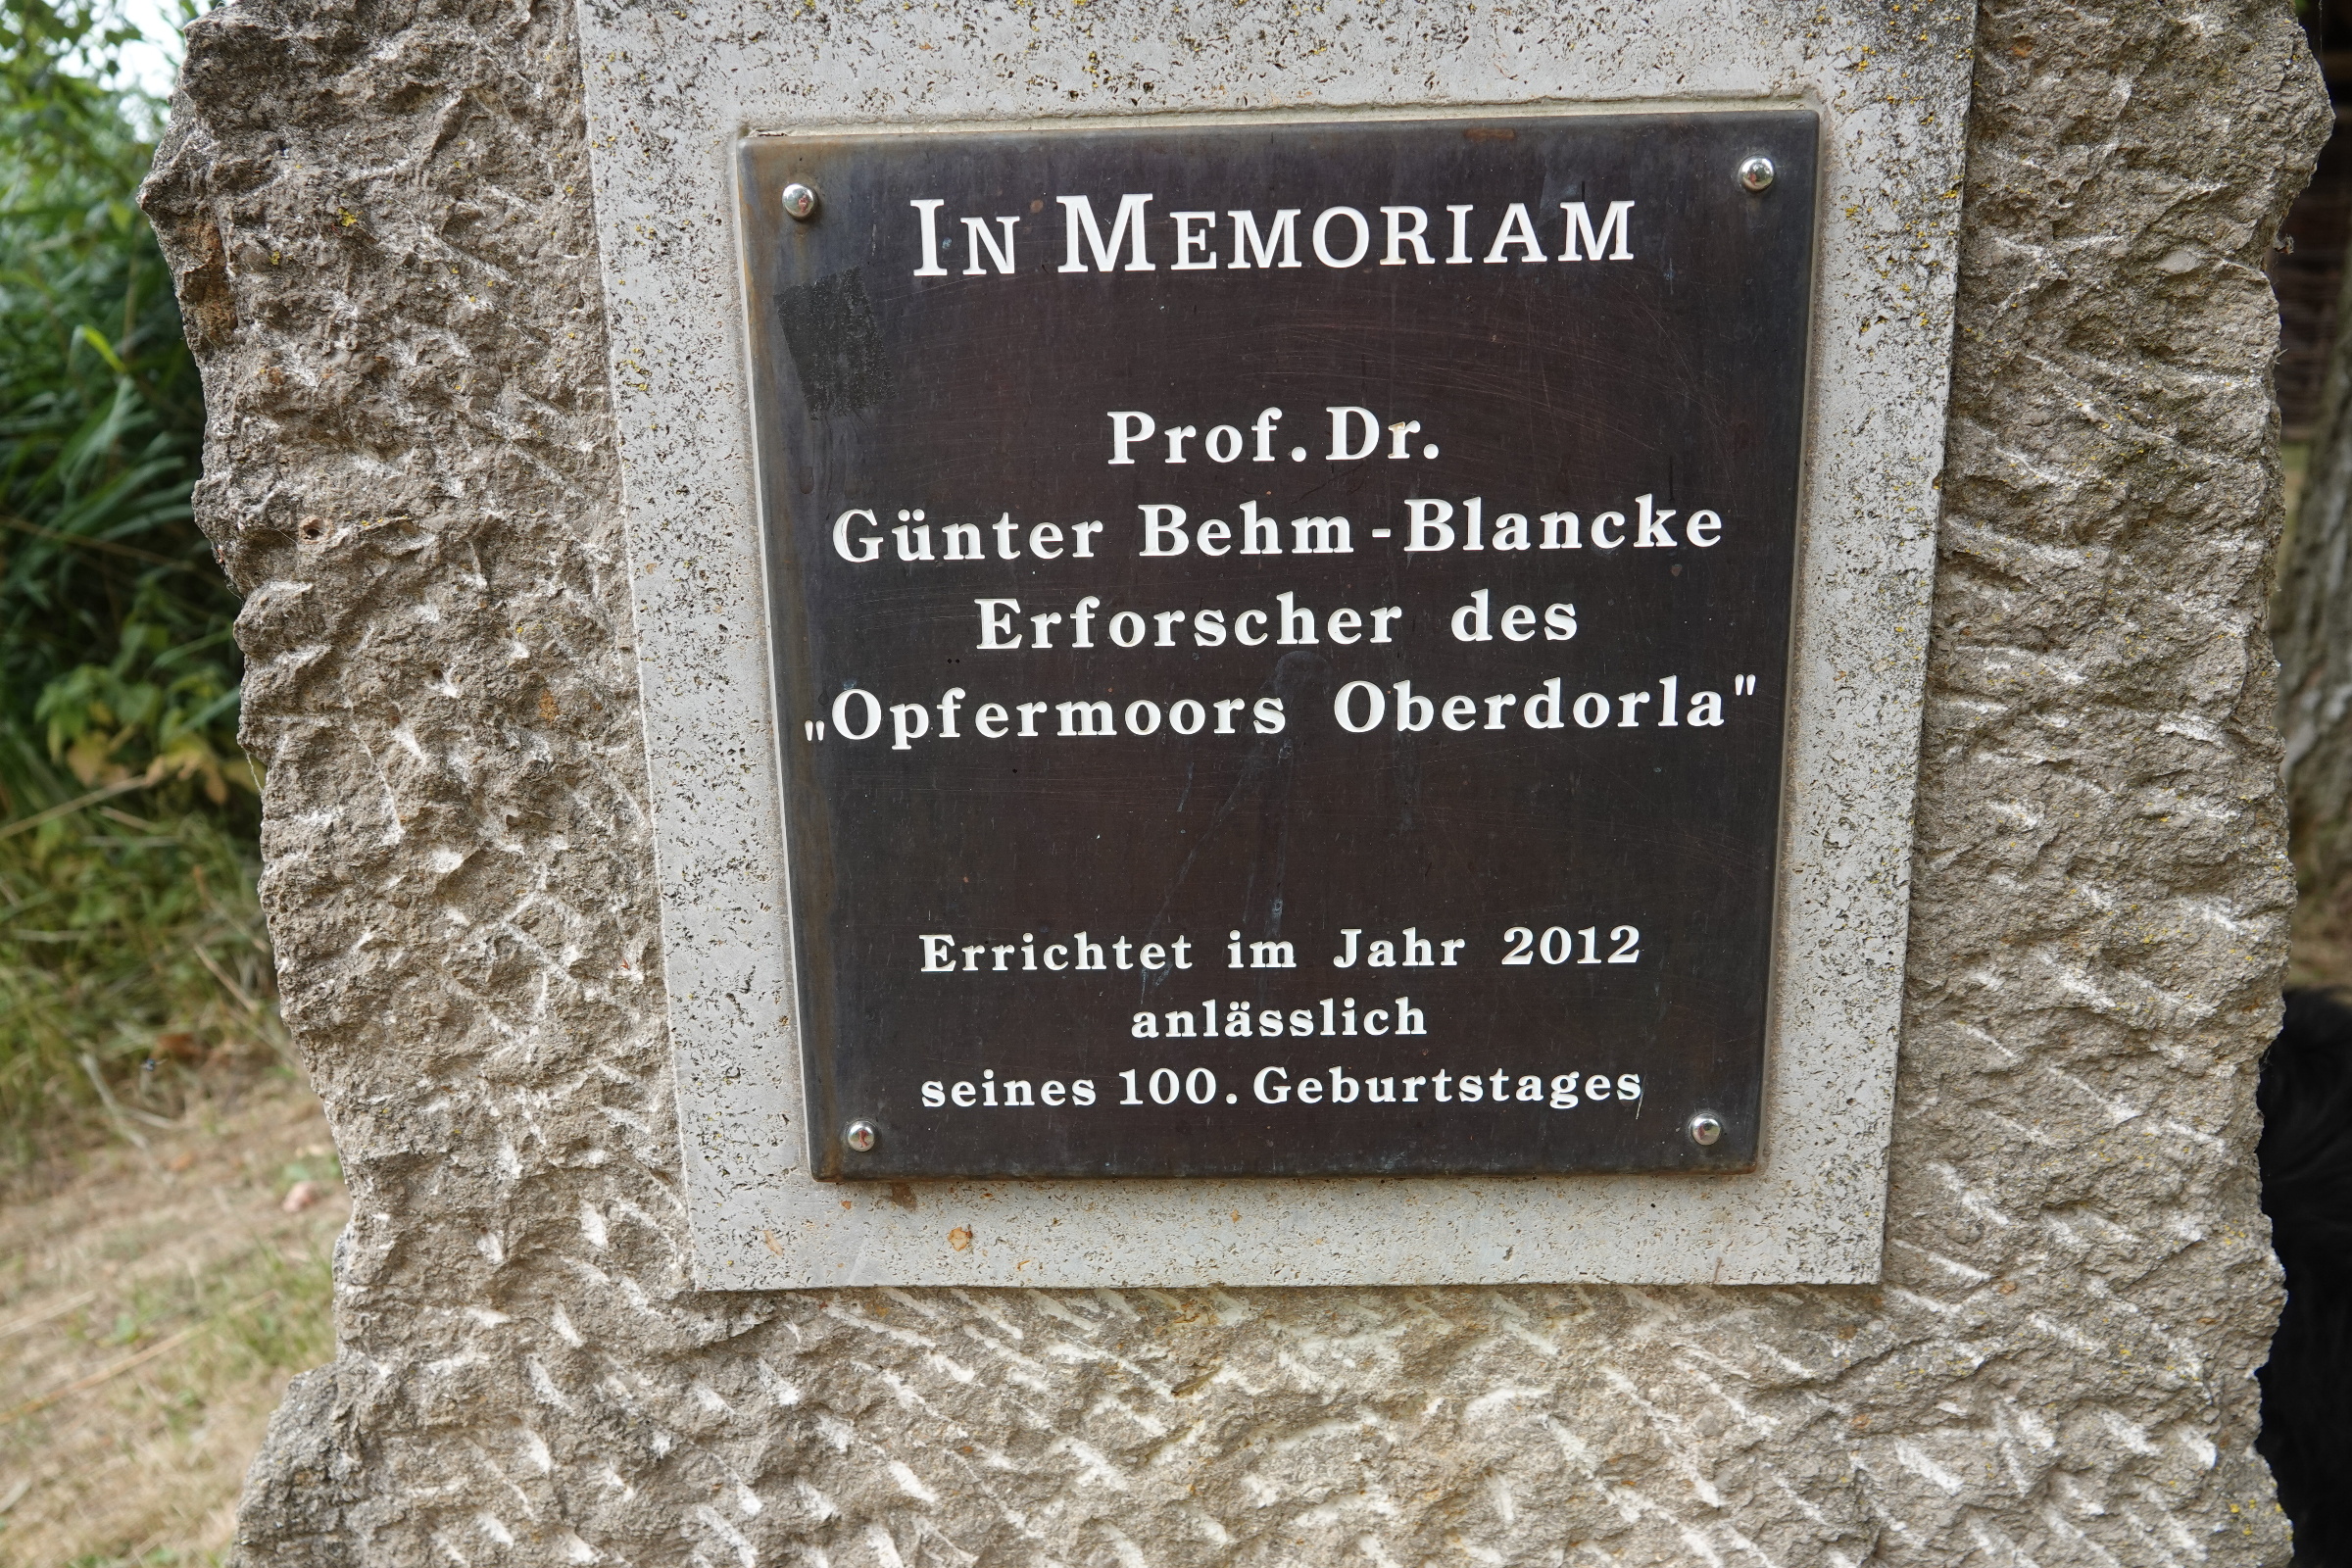 IN MEMORIAM
Prof. Dr.
Günter Behm-Blancke
Erforscher des
„Opfermoors Oberdorla"
Errichtet im Jahr 2012
anlässlich
seines 100. Geburtstages